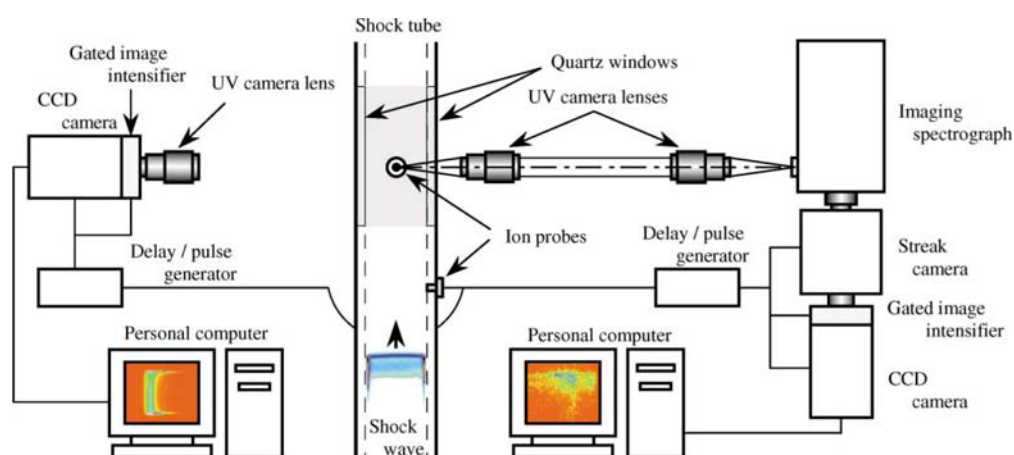 Shock tube
Gated image
intensifier
UV camera lens
CCD
camera
Quartz windows
UV camera lenses
Imaging
spectrograph
Ion probes
Delay / pulse
generator
Delay / pulse
generator
Streak
camera
Gated image
intensifier
Personal computer
Personal computer
CCD
camera
Shock
wave.